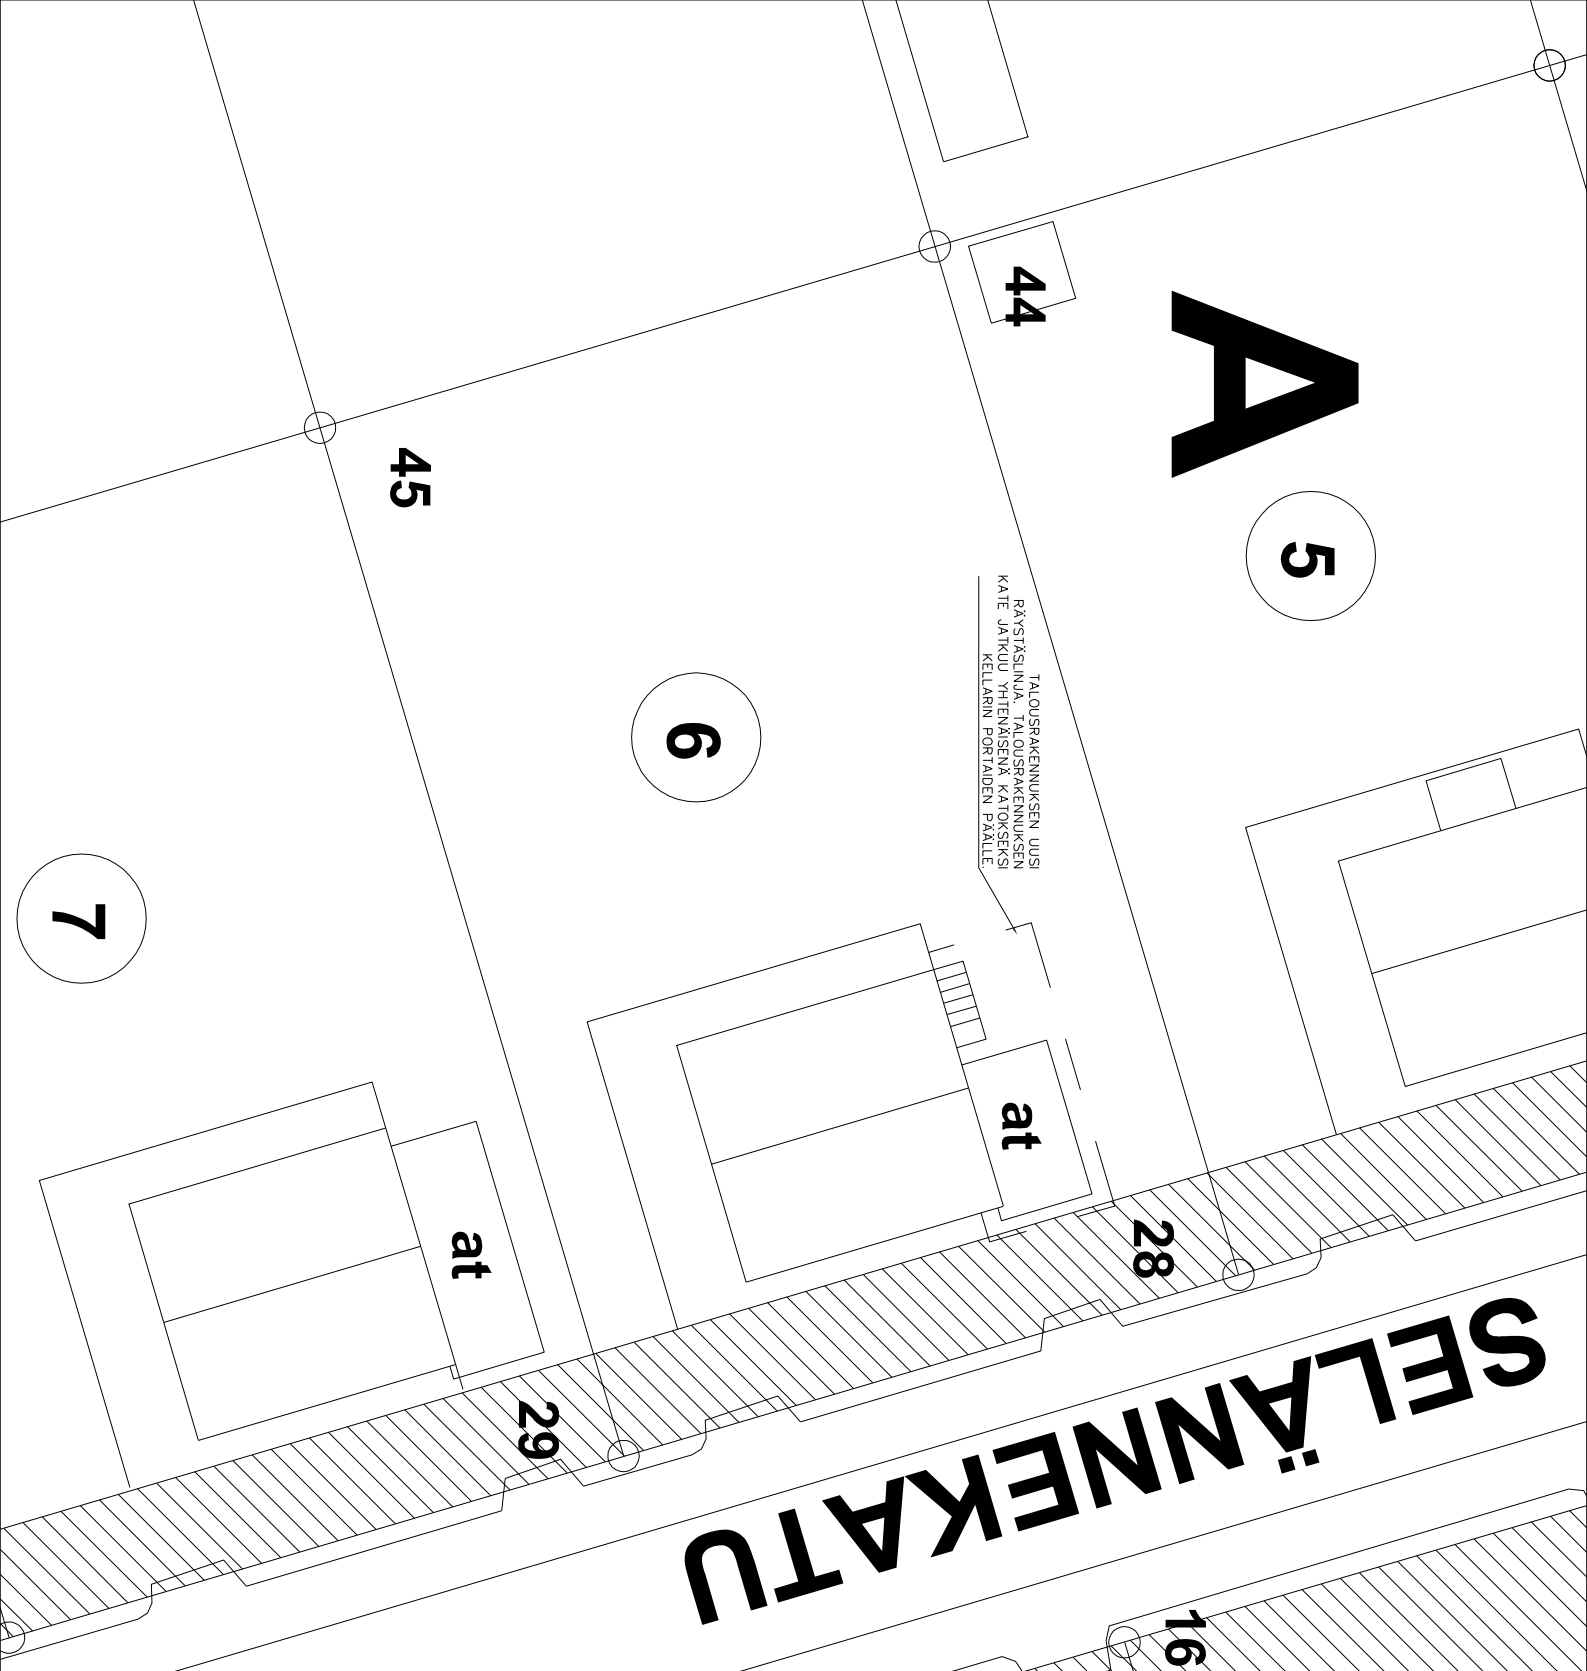 A
44
45
5
6
7
TALOUSRAKENNUKSEN UUSI
RÄYSTÄSLINJA. TALOUSRAKENNUKSEN
KATE JATKUU YHTENÄISENÄ KATOKSEKSI
KELLARIN PORTAIDEN PÄÄLLE.
at
at
28
29
SELÄNNEKATU
16